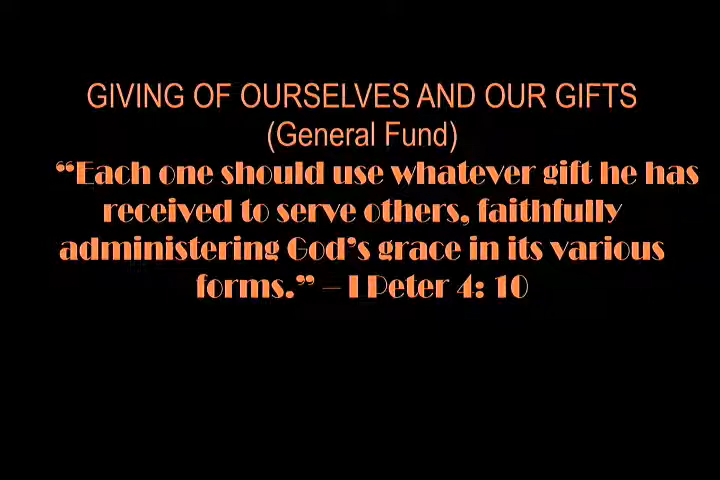 GIVING OF OURSELVES AND OUR GIFTS
(General Fund)
“Each one should use whatever gift he has
received to serve others, faithfully
administering God’s grace in its various
forms.” – I Peter 4: 10